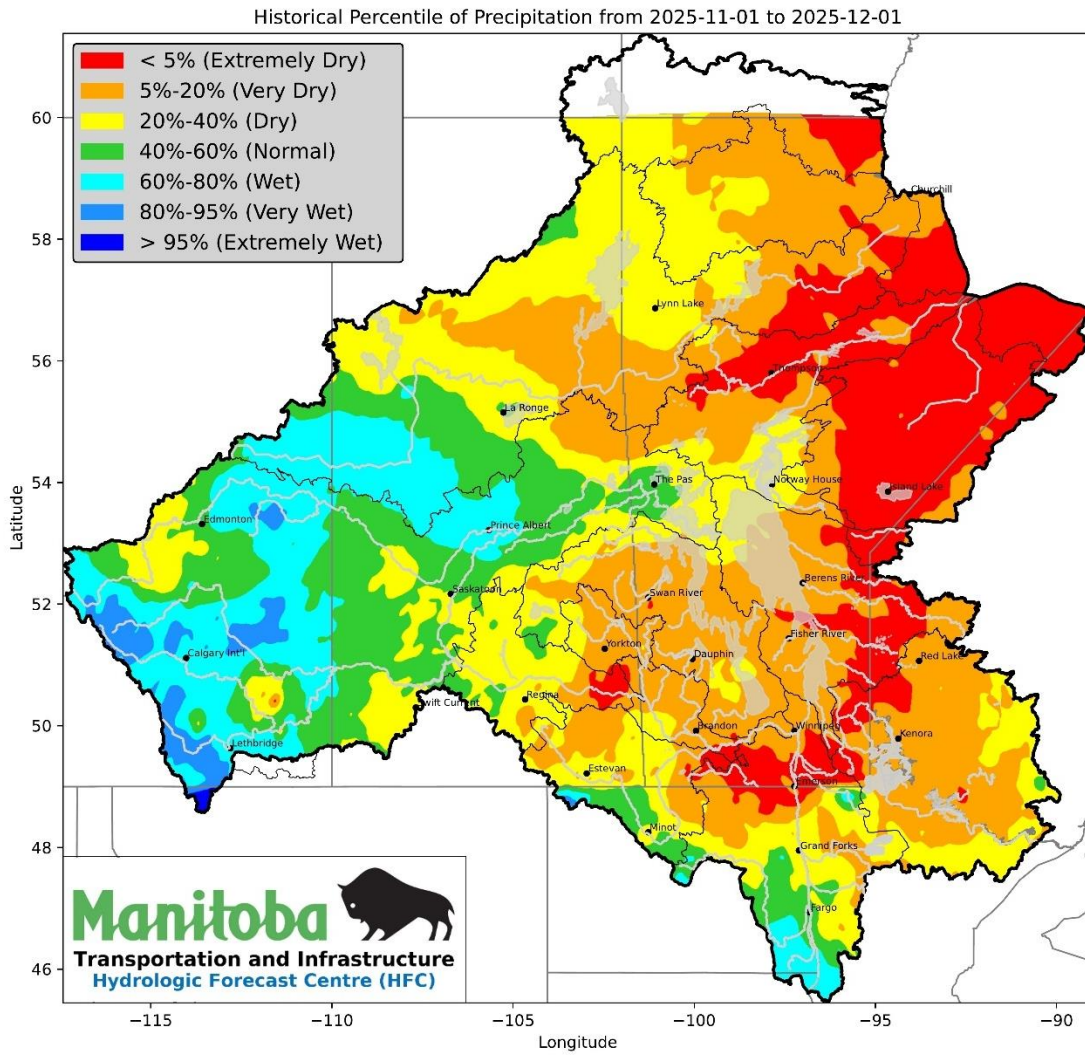 Historical Percentile of Precipitation from 2025-11-01 to 2025-12-01
< 5% (Extremely Dry)
5%-20% (Very Dry)
20%-40% (Dry)
40%-60% (Normal)
60%-80% (Wet)
80%-95% (Very Wet)
> 95% (Extremely Wet)
60
58
56
54
52
50
48
46
Latitude
Churchill
Lynn Lake
Thompson
La Ronge
The Pas
Norway House
Island Lake
Edmonton
Prince Albert
Saskatoon
Berens River
Swan River
Fisher River
Yorkton
Dauphin
Red Lake
Calgary Int'l
Regina
Swift Current
Brandon
Winnipeg
Kenora
Lethbridge
Estevan
Emerson
Minot
Grand Forks
Fargo
Manitoba
Transportation and Infrastructure
Hydrologic Forecast Centre (HFC)
−115
−110
−105
−100
−95
−90
Longitude